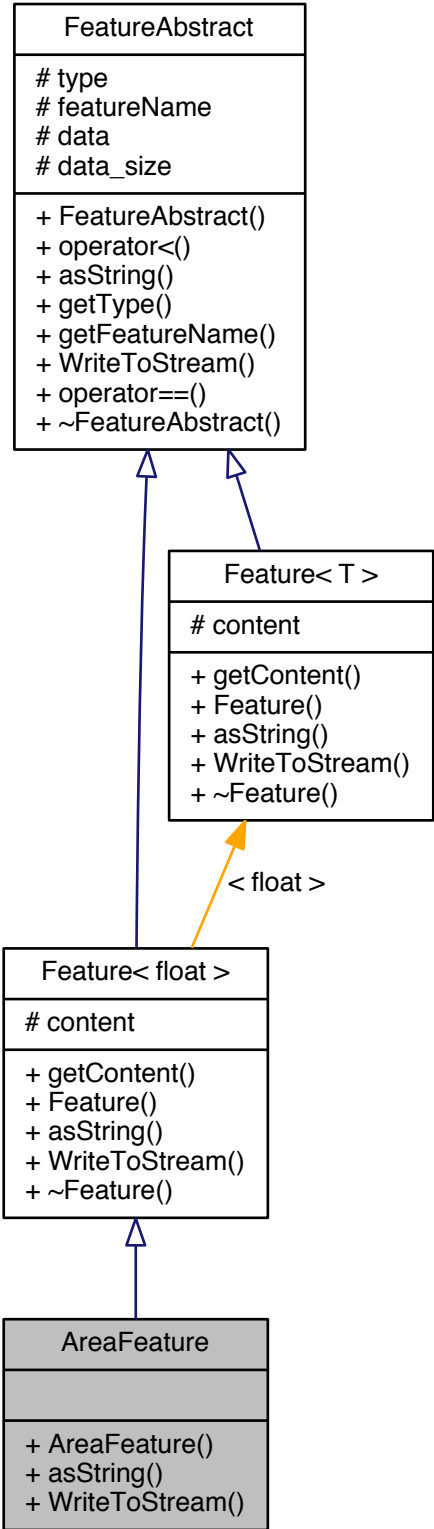 FeatureAbstract
# type
# featureName
# data
# data_size
+ FeatureAbstract()
+ operator<()
+ asString()
+ getType()
+ getFeatureName()
+ WriteToStream()
+ operator==()
+ ~FeatureAbstract()
Feature< T >
# content
+ getContent()
+ Feature()
+ asString()
+ WriteToStream()
+ ~Feature()
< float >
Feature< float >
# content
+ getContent()
+ Feature()
+ asString()
+ WriteToStream()
+ ~Feature()
AreaFeature
+ AreaFeature()
+ asString()
+ WriteToStream()